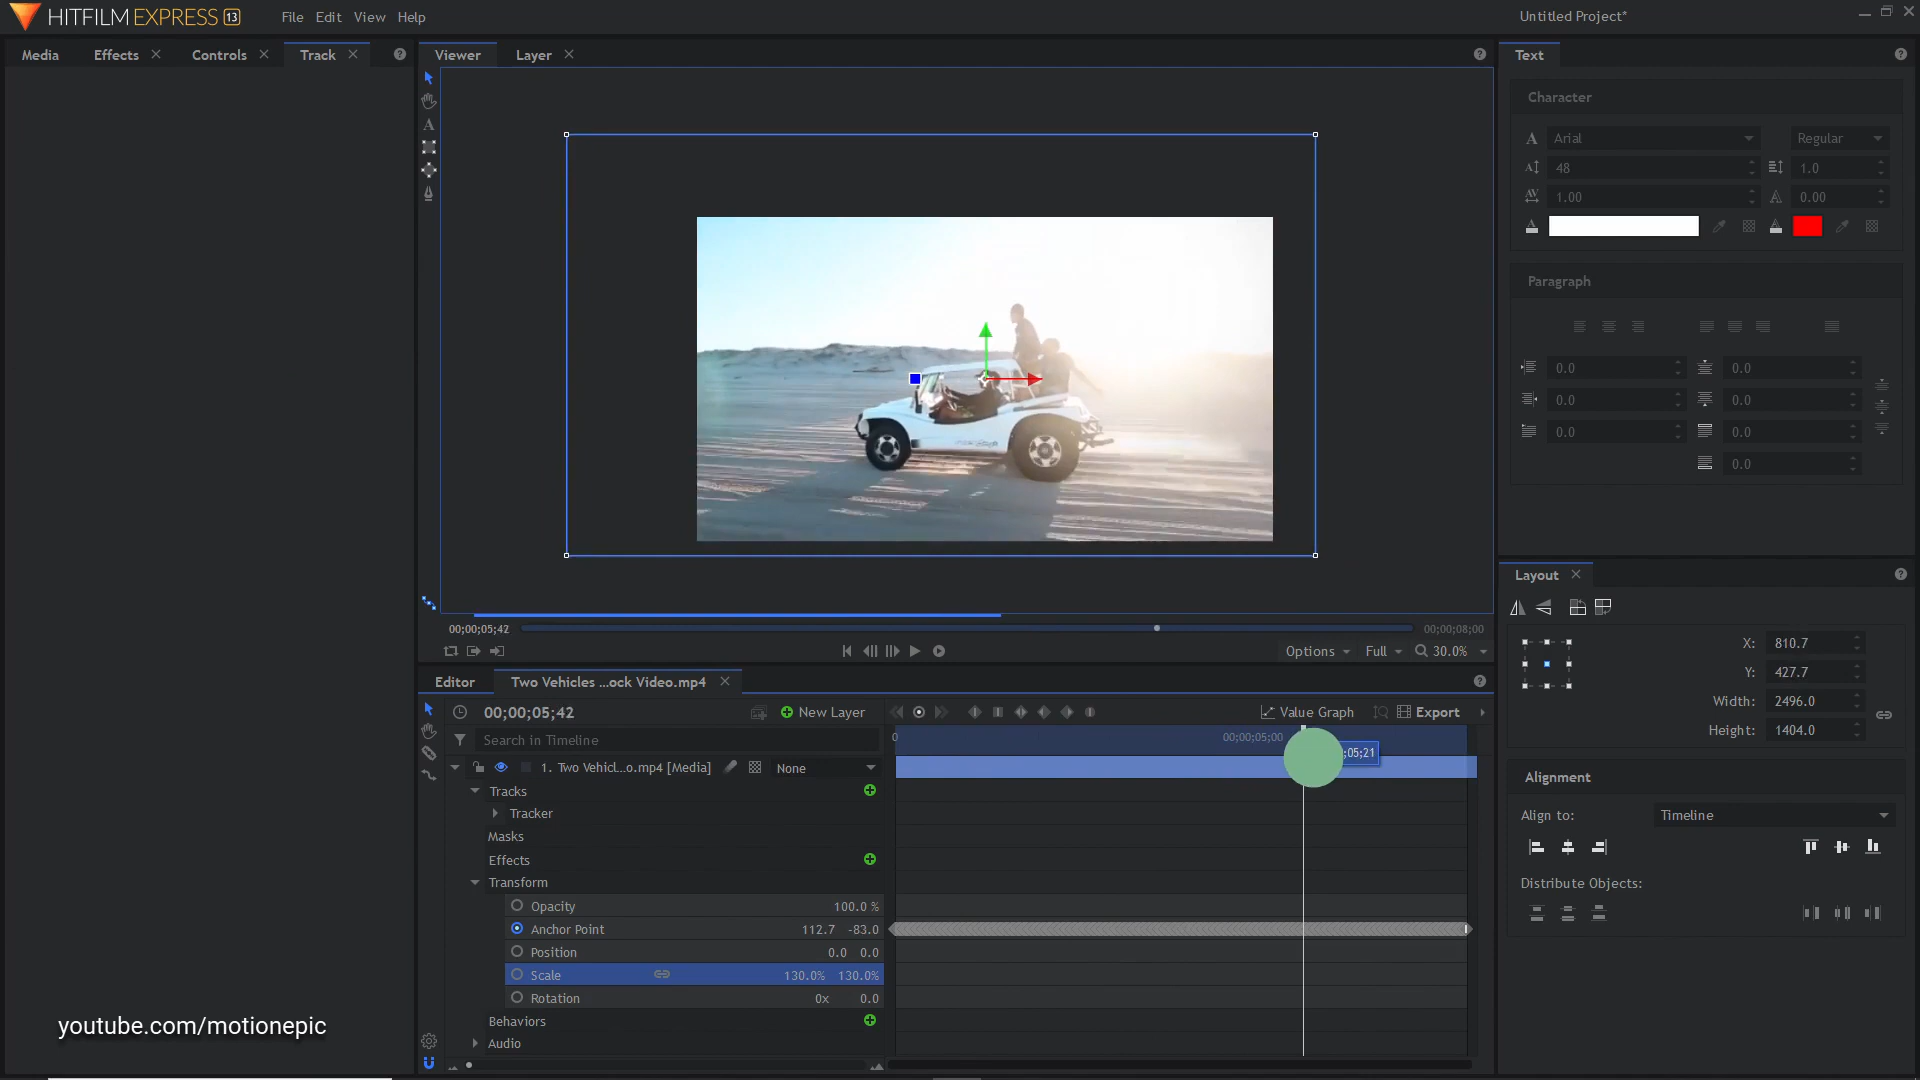 HITFILM EXPRESS 13
File Edit View Help
Untitled Project*
Media Effects Controls Track
Viewer Layer
Text
Character
Arial Regular
48 1.0
1.00 0.00
Paragraph
0.0 0.0
0.0 0.0
0.0 0.0
0.0
00;00;05;42
00;00;08;00
Options Full 30.0%
Layout
X: 810.7
Y: 427.7
Width: 2496.0
Height: 1404.0
Alignment
Align to: Timeline
Distribute Objects:
Editor Two Vehicles ...ock Video.mp4
00;00;05;42 New Layer Value Graph Export
Search in Timeline
0 00;00;05;00
;05;21
1. Two Vehicl...o.mp4 [Media] None
Tracks
Tracker
Masks
Effects
Transform
Opacity 100.0 %
Anchor Point 112.7 -83.0
Position 0.0 0.0
Scale 130.0% 130.0%
Rotation 0x 0.0
Behaviors
Audio
youtube.com/motionepic